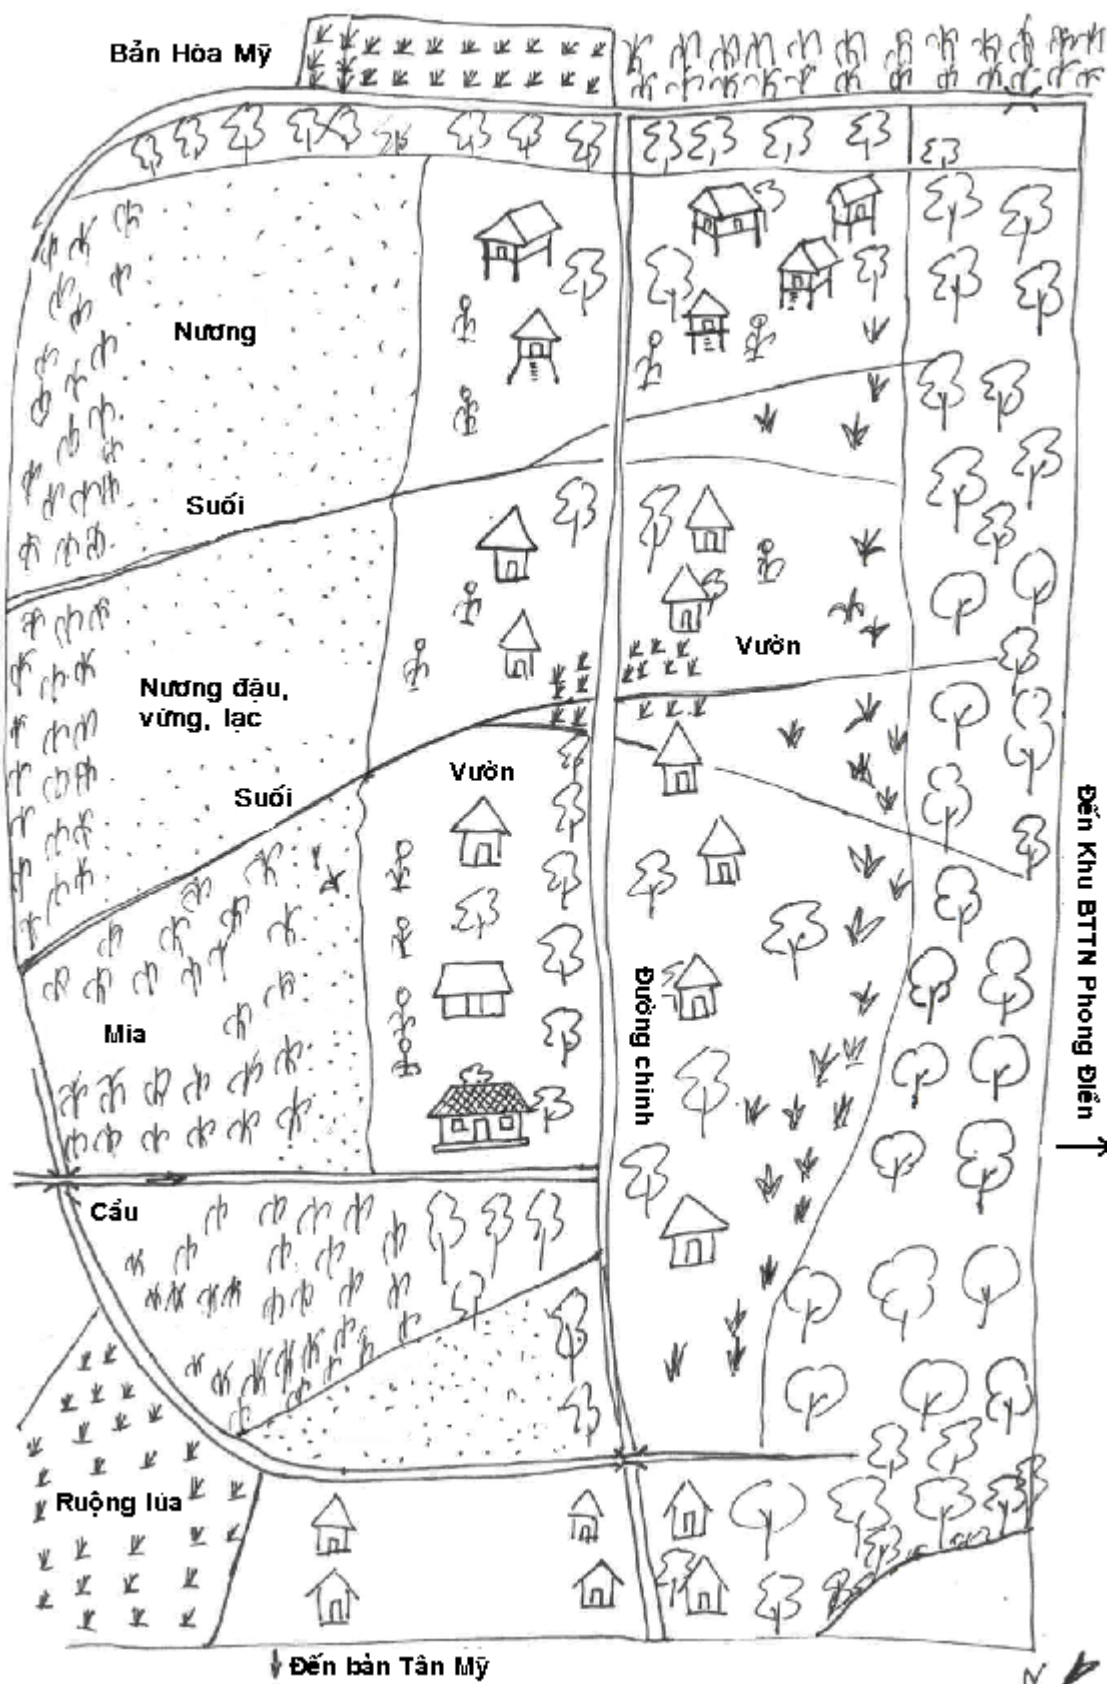 Bản Hòa Mỹ
Nương
Suối
Nương đậu,
vừng, lạc
Vườn
Suối
Vườn
Đến Khu BTTN Phong Điền
Đường chính
Mía
Cầu
Ruộng lúa
Đến bản Tân Mỹ
N